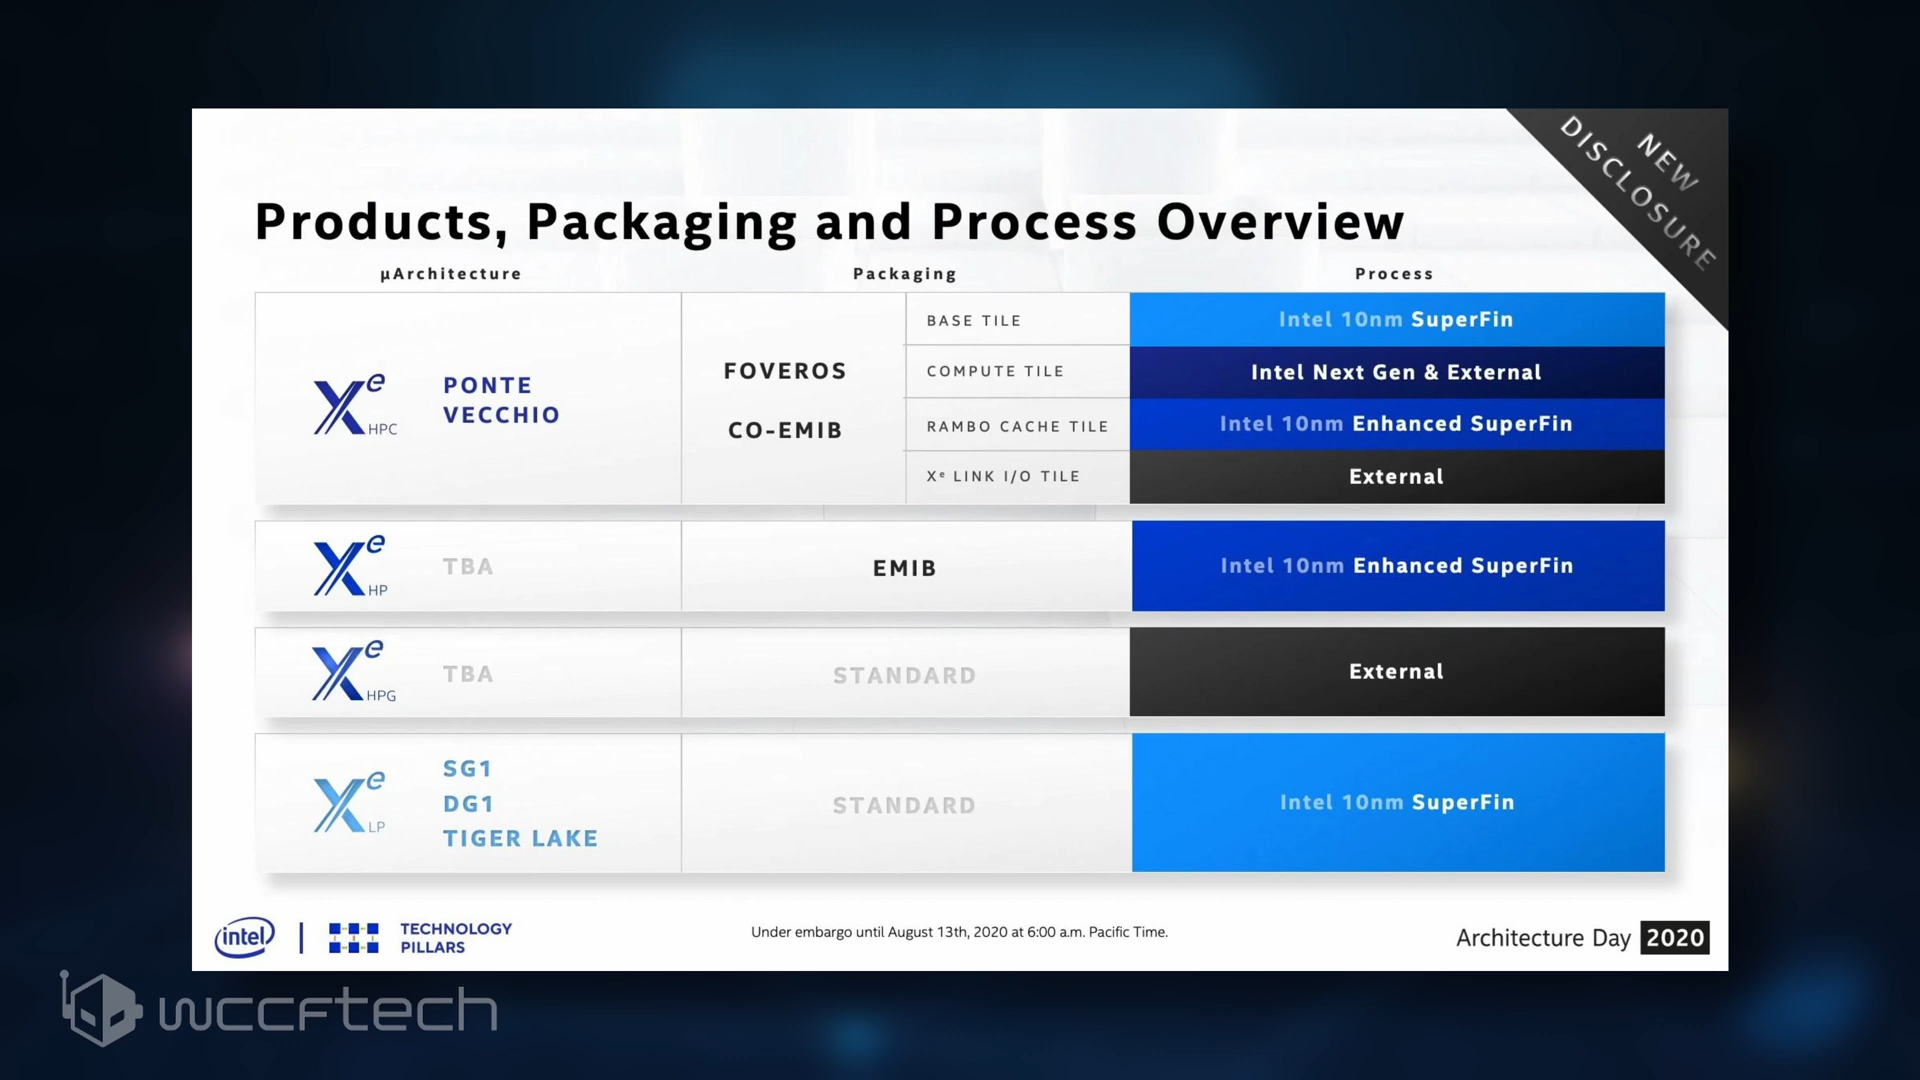 NEW
DISCLOSURE
Products, Packaging and Process Overview
µArchitecture Packaging Process
Xe HPC
PONTE
VECCHIO
FOVEROS
CO-EMIB
BASE TILE Intel 10nm SuperFin
COMPUTE TILE Intel Next Gen & External
RAMBO CACHE TILE Intel 10nm Enhanced SuperFin
Xe LINK I/O TILE External
Xe HP TBA EMIB Intel 10nm Enhanced SuperFin
Xe HPG TBA STANDARD External
Xe LP
SG1
DG1
TIGER LAKE
STANDARD Intel 10nm SuperFin
intel
TECHNOLOGY
PILLARS
Under embargo until August 13th, 2020 at 6:00 a.m. Pacific Time.
Architecture Day 2020
wccftech